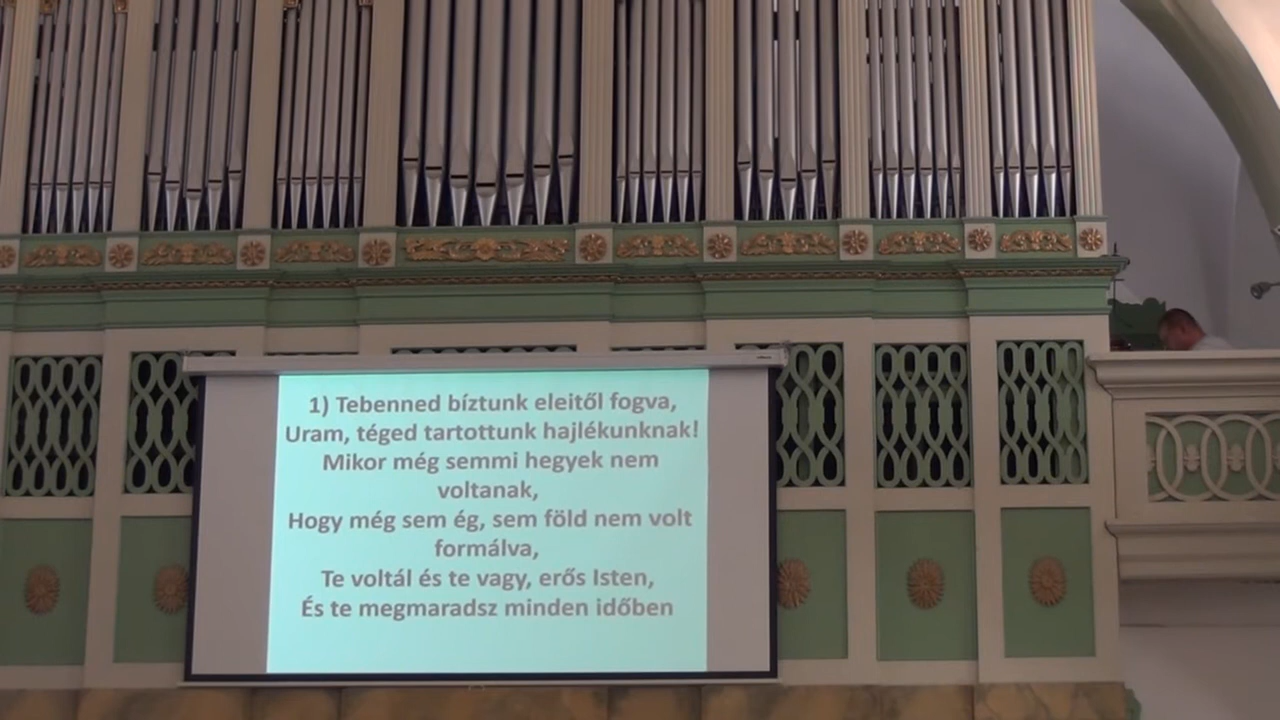 1) Tebenned bíztunk eleitől fogva,
Uram, téged tartottunk hajlékunknak!
Mikor még semmi hegyek nem
voltanak,
Hogy még sem ég, sem föld nem volt
formálva,
Te voltál és te vagy, erős Isten,
És te megmaradsz minden időben